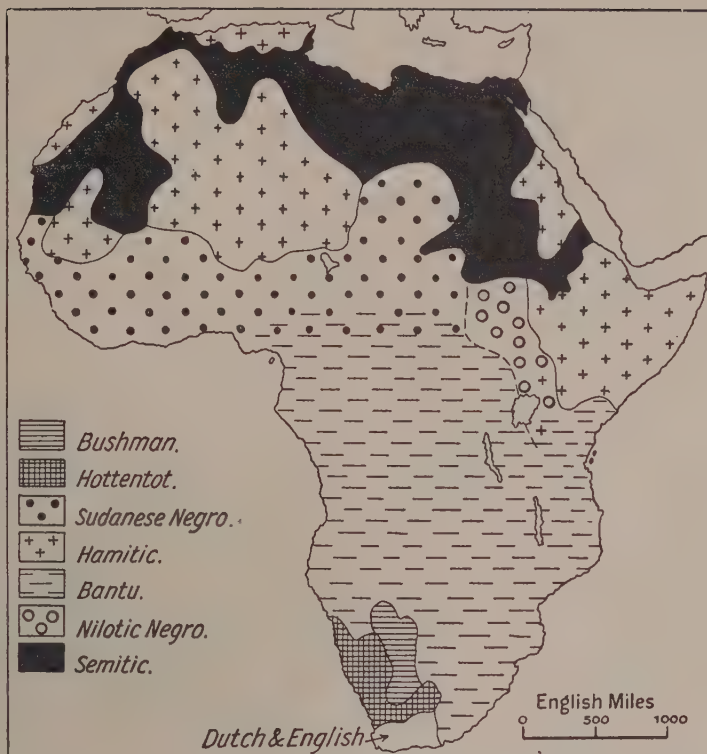 Bushman.
Hottentot.
Sudanese Negro.
Hamitic.
Bantu.
Nilotic Negro.
Semitic.
Dutch & English
English Miles
0 500 1000